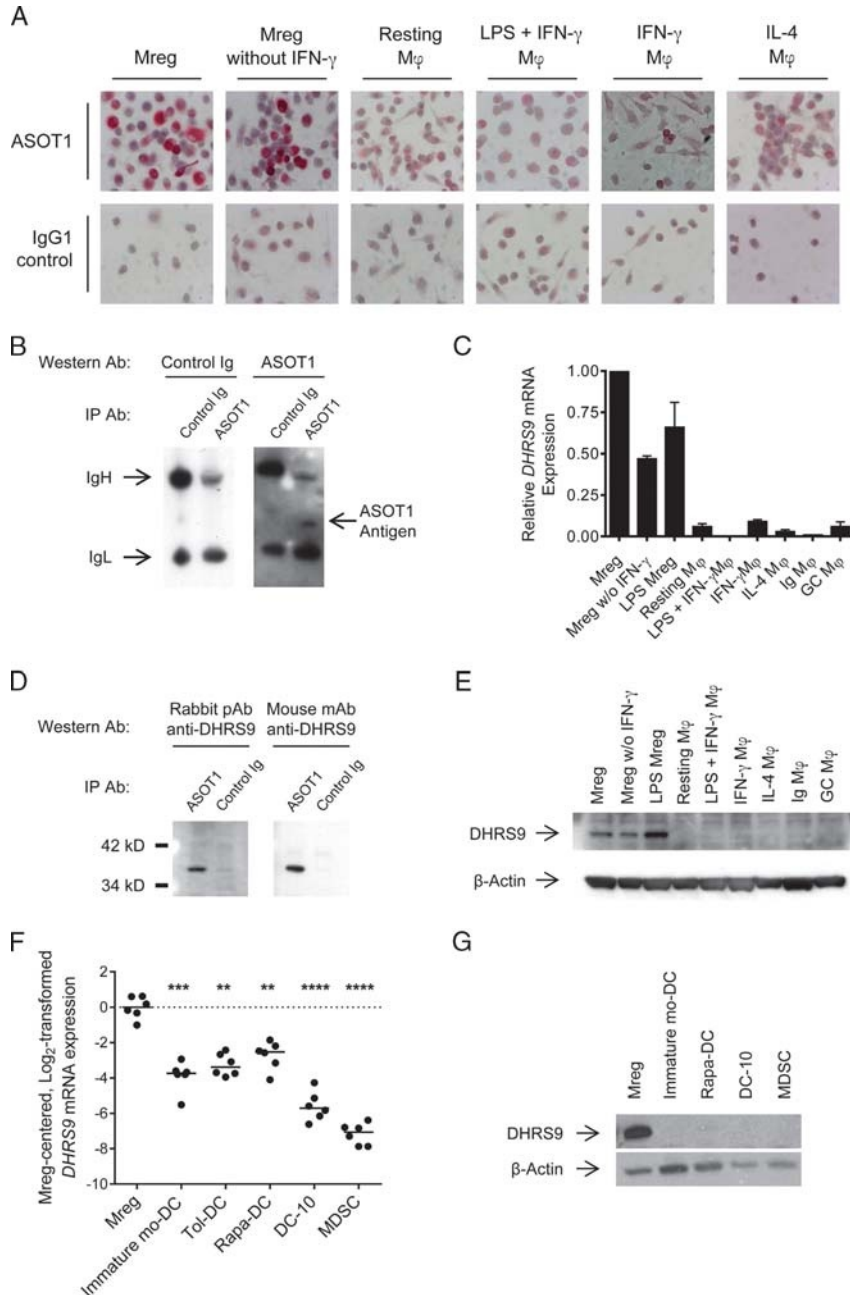 A
Mreg
Mreg
without IFN-γ
Resting
Mφ
LPS + IFN-γ
Mφ
IFN-γ
Mφ
IL-4
Mφ
ASOT1
IgG1
control
B
Western Ab:
Control Ig
ASOT1
IP Ab:
Control Ig
ASOT1
Control Ig
ASOT1
IgH
IgL
ASOT1
Antigen
C
Relative DHRS9 mRNA
Expression
1.00
0.75
0.50
0.25
0.00
Mreg
Mreg w/o IFN-γ
LPS Mreg
Resting Mφ
LPS + IFN-γMφ
IFN-γMφ
IL-4 Mφ
Ig Mφ
GC Mφ
D
Western Ab:
Rabbit pAb
anti-DHRS9
Mouse mAb
anti-DHRS9
IP Ab:
ASOT1
Control Ig
ASOT1
Control Ig
42 kD
34 kD
E
Mreg
Mreg w/o IFN-γ
LPS Mreg
Resting Mφ
LPS + IFN-γ Mφ
IFN-γ Mφ
IL-4 Mφ
Ig Mφ
GC Mφ
DHRS9
β-Actin
F
Mreg-centered, Log2-transformed
DHRS9 mRNA expression
2
0
-2
-4
-6
-8
-10
*** ** ** **** ****
Mreg
Immature mo-DC
Tol-DC
Rapa-DC
DC-10
MDSC
G
Mreg
Immature mo-DC
Rapa-DC
DC-10
MDSC
DHRS9
β-Actin